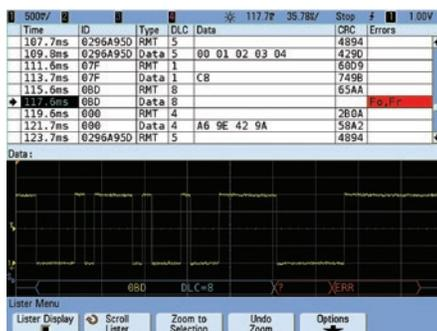 1 500▽/ 2 3 4 117.7▽ 35.78%/ Stop 1 1.00V
Time ID Type DLC Data CRC Errors
107.7ms 0296A95D RMT 5 4894
109.8ms 0296A95D Data 5 00 01 02 03 04 429D
111.6ms 07F RMT 1 60D9
113.7ms 07F Data 1 C8 749B
115.6ms 0BD RMT 8 65AA
117.6ms 0BD Data 8 Fo,Fr
119.6ms 000 RMT 4 2B0A
121.7ms 000 Data 4 A6 9E 42 9A 58A2
123.7ms 0296A95D RMT 5 4894
Data:
0BD DLC=8 ? ERR
Lister Menu
Lister Display Scroll Lister Zoom to Selection Undo Zoom Options